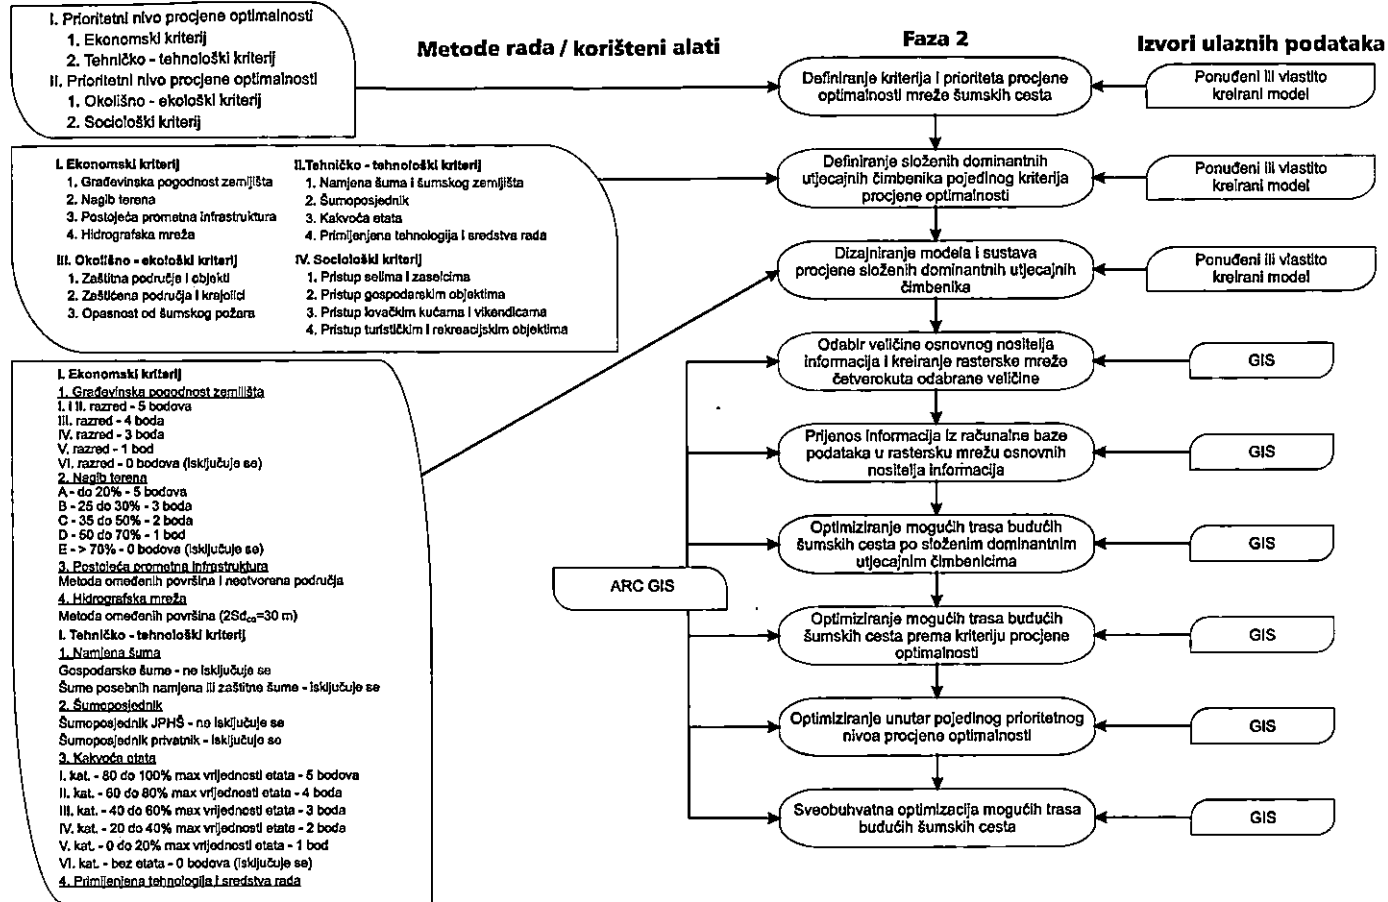 I. Prioritetni nivo procjene optimalnosti
1. Ekonomski kriterij
2. Tehničko - tehnološki kriterij
II. Prioritetni nivo procjene optimalnosti
1. Okolišno - ekološki kriterij
2. Sociološki kriterij
Metode rada / korišteni alati
Faza 2
Izvori ulaznih podataka
Definiranje kriterija i prioriteta procjene
optimalnosti mreže šumskih cesta
Ponuđeni ili vlastito
kreirani model
I. Ekonomski kriterij
1. Građevinska pogodnost zemljišta
2. Nagib terena
3. Postojeća prometna infrastruktura
4. Hidrografska mreža
II.Tehničko - tehnološki kriterij
1. Namjena šuma i šumskog zemljišta
2. Šumoposjednik
3. Kakvoća etata
4. Primijenjena tehnologija i sredstva rada
III. Okolišno - ekološki kriterij
1. Zaštitna područje i objekti
2. Zaštićena područja i krajolici
3. Opasnost od šumskog požara
IV. Sociološki kriterij
1. Pristup selima i zaselcima
2. Pristup gospodarskim objektima
3. Pristup lovačkim kućama i vikendicama
4. Pristup turističkim i rekreacijskim objektima
Definiranje složenih dominantnih
utjecajnih čimbenika pojedinog kriterija
procjene optimalnosti
Ponuđeni ili vlastito
kreirani model
Dizajniranje modela i sustava
procjene složenih dominantnih utjecajnih
čimbenika
Ponuđeni ili vlastito
kreirani model
I. Ekonomski kriterij
1. Građevinska pogodnost zemljišta
I. i II. razred - 5 bodova
III. razred - 4 boda
IV. razred - 3 boda
V. razred - 1 bod
VI. razred - 0 bodova (isključuje se)
2. Nagib terena
A - do 20% - 5 bodova
B - 25 do 30% - 3 boda
C - 35 do 50% - 2 boda
D - 50 do 70% - 1 bod
E - > 70% - 0 bodova (isključuje se)
3. Postojeća prometna infrastruktura
Metoda omeđenih površina i neotvorena područja
4. Hidrografska mreža
Metoda omeđenih površina (2Sd =30 m)
I. Tehničko - tehnološki kriterij
1. Namjena šuma
Gospodarske šume - ne isključuje se
Šume posebnih namjena ili zaštitne šume - isključuje se
2. Šumoposjednik
Šumoposjednik JPHŠ - ne isključuje se
Šumoposjednik privatnik - isključuje se
3. Kakvoća etata
I. kat. - 80 do 100% max vrijednosti etata - 5 bodova
II. kat. - 60 do 80% max vrijednosti etata - 4 boda
III. kat. - 40 do 60% max vrijednosti etata - 3 boda
IV. kat. - 20 do 40% max vrijednosti etata - 2 boda
V. kat. - 0 do 20% max vrijednosti etata - 1 bod
VI. kat. - bez etata - 0 bodova (isključuje se)
4. Primijenjena tehnologija i sredstva rada
ARC GIS
Odabir veličine osnovnog nositelja
informacija i kreiranje rasterske mreže
četverokuta odabrane veličine
GIS
Prijenos informacija iz računalne baze
podataka u rastersku mrežu osnovnih
nositelja informacija
GIS
Optimiziranje mogućih trasa budućih
šumskih cesta po složenim dominantnim
utjecajnim čimbenicima
GIS
Optimiziranje mogućih trasa budućih
šumskih cesta prema kriteriju procjene
optimalnosti
GIS
Optimiziranje unutar pojedinog prioritetnog
nivoa procjene optimalnosti
GIS
Sveobuhvatna optimizacija mogućih trasa
budućih šumskih cesta
GIS